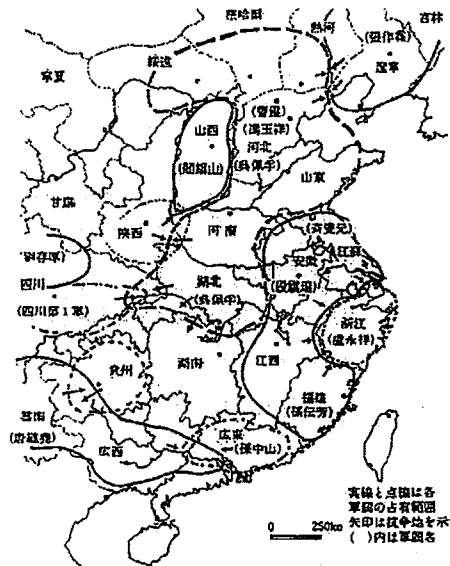 察哈爾
熱河
吉林
(張作霖)
遼寧
綏遠
寧夏
(曹錕)
(馮玉祥)
河北
(呉佩孚)
山西
(閻錫山)
山東
甘粛
陝西
河南
(斉燮元)
江蘇
安徽
(段祺瑞)
四川
(四川第1軍)
湖北
(呉佩孚)
浙江
(盧永祥)
貴州
湖南
江西
福建
(孫伝芳)
雲南
(唐継堯)
広西
広東
(孫中山)
実線と点線は各
軍閥の占有範囲
矢印は抗争地を示
( )内は軍閥名
0 250km